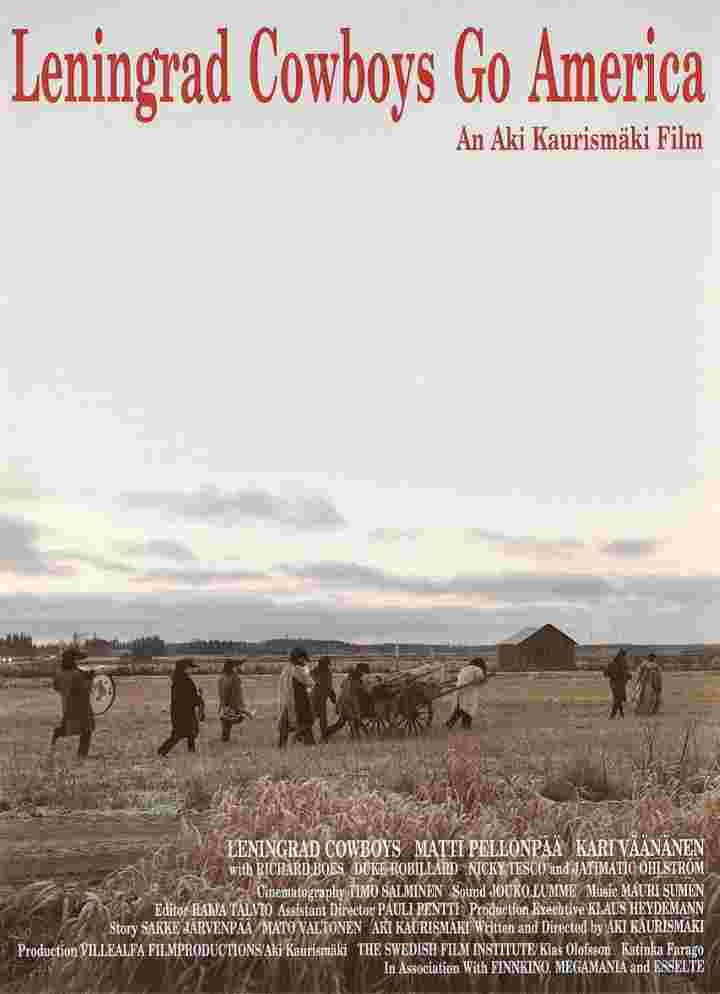 Leningrad Cowboys Go America
An Aki Kaurismäki Film
LENINGRAD COWBOYS MATTI PELLONPÄÄ KARI VÄÄNÄNEN
with RICHARD BOES DUKE ROBILLARD NICKY TESCO and JATIMATIC ÖHLSTRÖM
Cinematography TIMO SALMINEN Sound JOUKO LUMME Music MAURI SUMEN
Editor RAIJA TALVIO Assistant Director PAULI PENTTI Production Executive KLAUS HEYDEMANN
Story SAKKE JÄRVENPÄÄ / MATO VALTONEN AKI KAURISMÄKI Written and Directed by AKI KAURISMÄKI
Production VILLEALFA FILMPRODUCTIONS/Aki Kaurismäki THE SWEDISH FILM INSTITUTE/Klas Olofsson Katinka Farago
In Association With FINNKINO, MEGAMANIA and ESSELTE